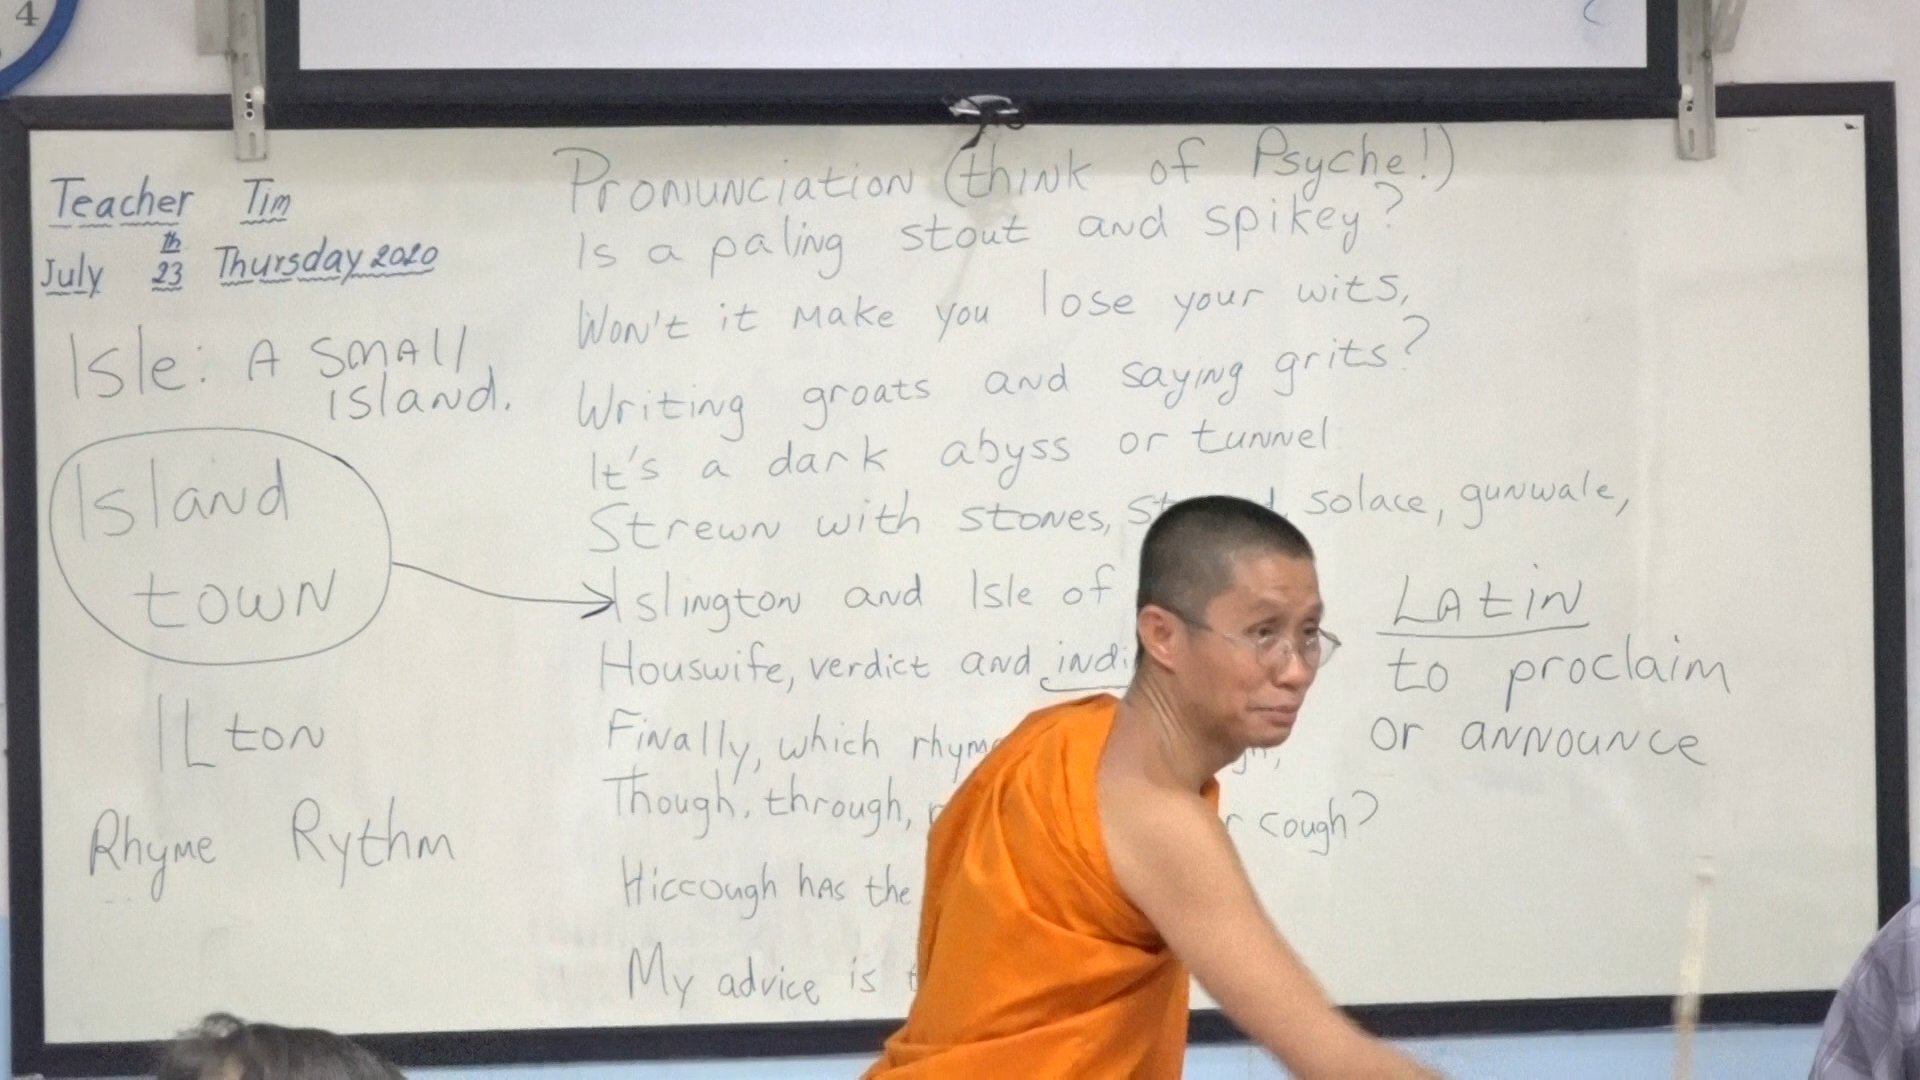 4
Teacher Tim
July 23th Thursday 2020
Isle: A small
island.
Island
town
ILton
Rhyme Rythm
Pronunciation (think of Psyche!)
Is a paling stout and spikey?
Won't it make you lose your wits,
Writing groats and saying grits?
It's a dark abyss or tunnel
Strewn with stones, solace, gunwale,
Islington and Isle of
Houswife, verdict and
Finally, which
Though, through, cough?
Hiccough has the
My advice is
Latin
to proclaim
or announce